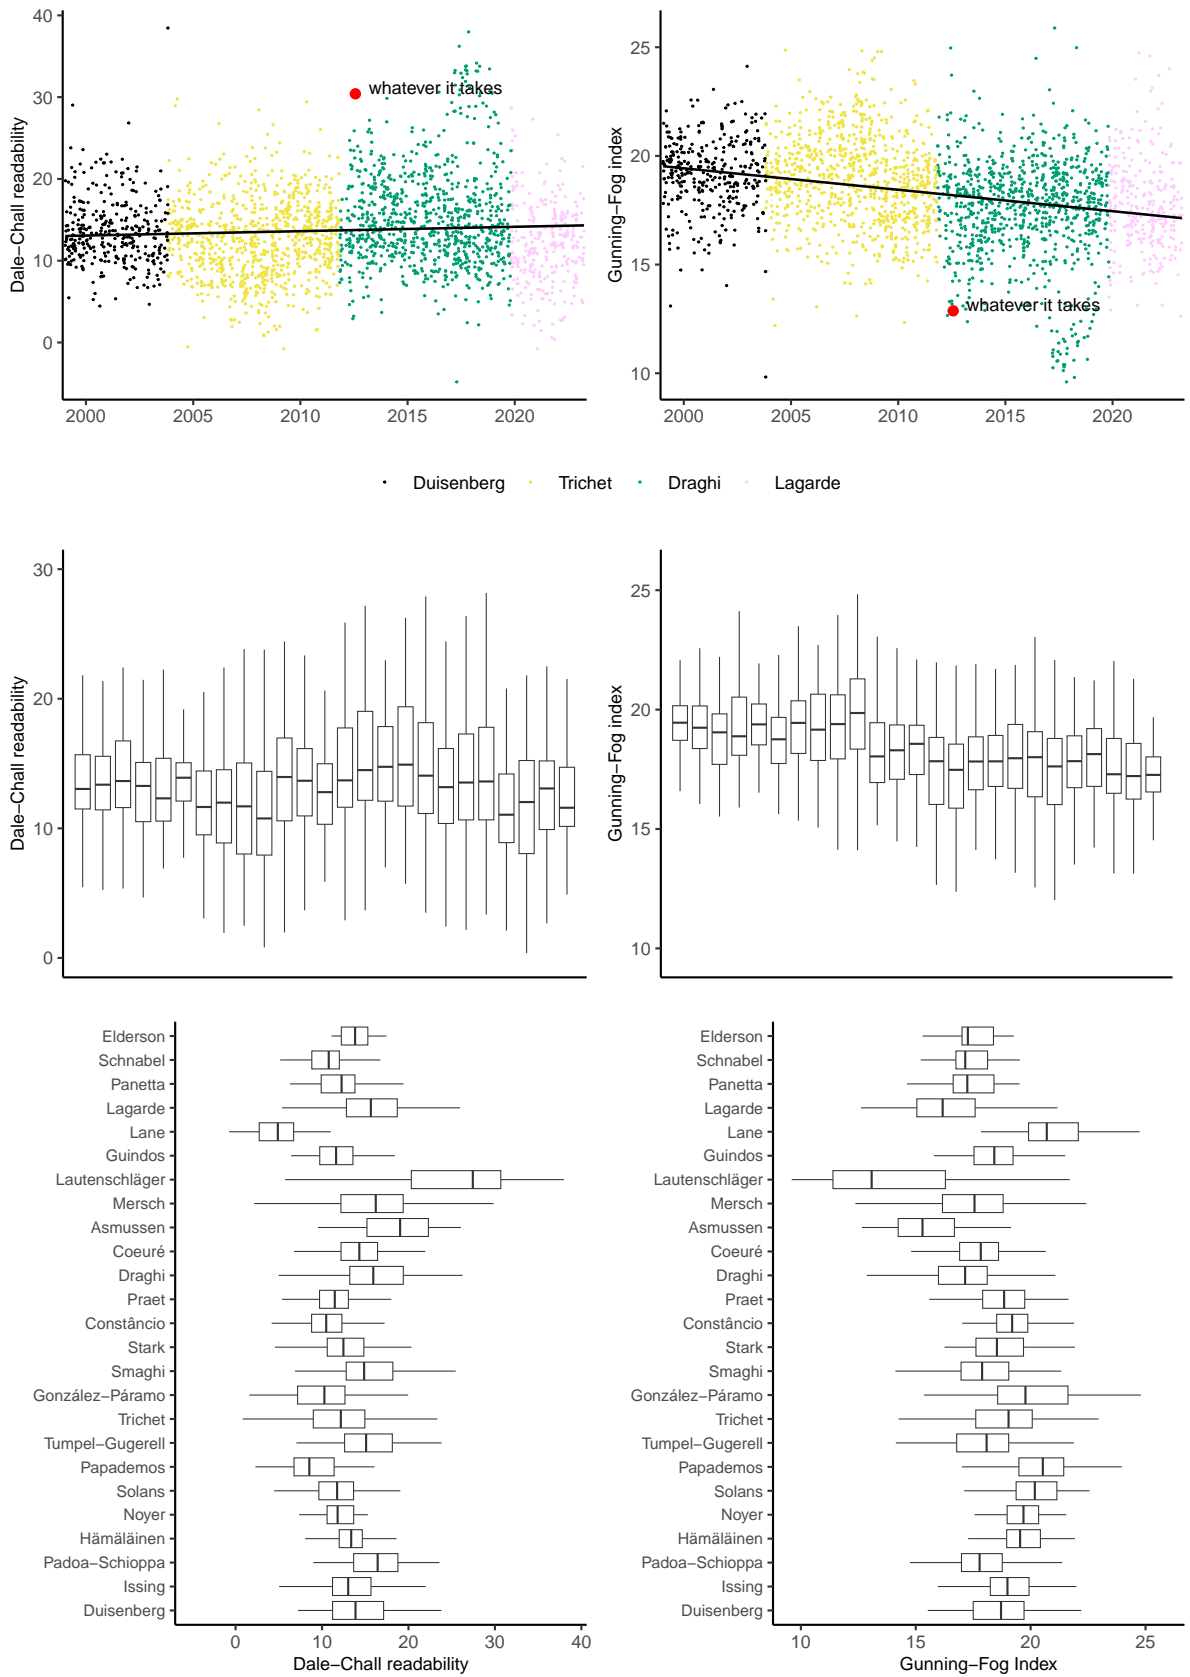 40
30
20
10
0
Dale−Chall readability
whatever it takes
2000 2005 2010 2015 2020
25
20
15
10
Gunning−Fog index
whatever it takes
2000 2005 2010 2015 2020
Duisenberg Trichet Draghi Lagarde
30
20
10
0
Dale−Chall readability
25
20
15
10
Gunning−Fog index
Elderson
Schnabel
Panetta
Lagarde
Lane
Guindos
Lautenschläger
Mersch
Asmussen
Coeuré
Draghi
Praet
Constâncio
Stark
Smaghi
González−Páramo
Trichet
Tumpel−Gugerell
Papademos
Solans
Noyer
Hämäläinen
Padoa−Schioppa
Issing
Duisenberg
0 10 20 30 40
Dale−Chall readability
Elderson
Schnabel
Panetta
Lagarde
Lane
Guindos
Lautenschläger
Mersch
Asmussen
Coeuré
Draghi
Praet
Constâncio
Stark
Smaghi
González−Páramo
Trichet
Tumpel−Gugerell
Papademos
Solans
Noyer
Hämäläinen
Padoa−Schioppa
Issing
Duisenberg
10 15 20 25
Gunning−Fog Index